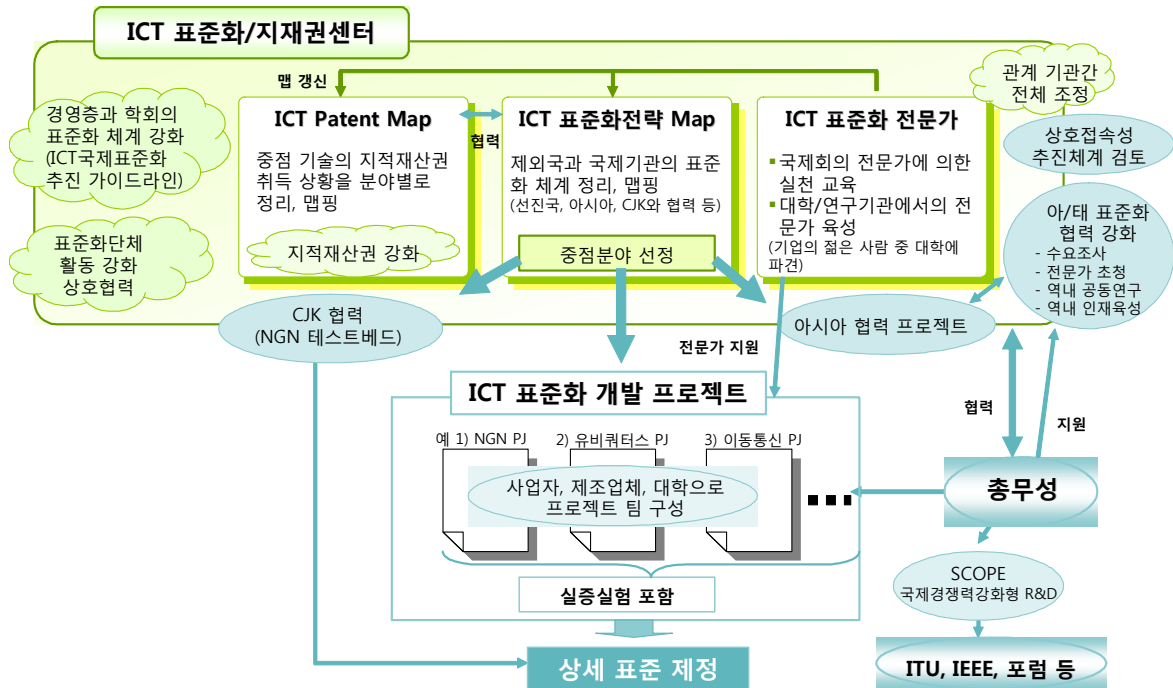 ICT 표준화/지재권센터
맵 갱신
관계 기관간
전체 조정
경영층과 학회의
표준화 체계 강화
(ICT국제표준화
추진 가이드라인)
표준화단체
활동 강화
상호협력
ICT Patent Map
중점 기술의 지적재산권
취득 상황을 분야별로
정리, 맵핑
지적재산권 강화
협력
ICT 표준화전략 Map
제외국과 국제기관의 표준
화 체계 정리, 맵핑
(선진국, 아시아, CJK와 협력 등)
중점분야 선정
ICT 표준화 전문가
▪국제회의 전문가에 의한
실천 교육
▪대학/연구기관에서의 전
문가 육성
(기업의 젊은 사람 중 대학에
파견)
상호접속성
추진체계 검토
아/태 표준화
협력 강화
- 수요조사
- 전문가 초청
- 역내 공동연구
- 역내 인재육성
CJK 협력
(NGN 테스트베드)
아시아 협력 프로젝트
전문가 지원
ICT 표준화 개발 프로젝트
예 1) NGN PJ
2) 유비쿼터스 PJ
3) 이동통신 PJ
사업자, 제조업체, 대학으로
프로젝트 팀 구성
실증실험 포함
상세 표준 제정
협력
지원
총무성
SCOPE
국제경쟁력강화형 R&D
ITU, IEEE, 포럼 등